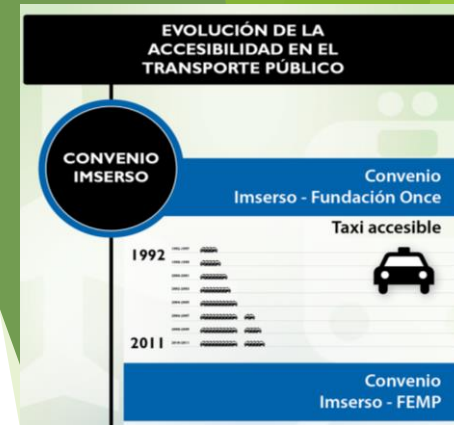 EVOLUCIÓN DE LA
ACCESIBILIDAD EN EL
TRANSPORTE PÚBLICO
CONVENIO
IMSERSO
Convenio
Imserso - Fundación Once
Taxi accesible
1992
2011
Convenio
Imserso - FEMP